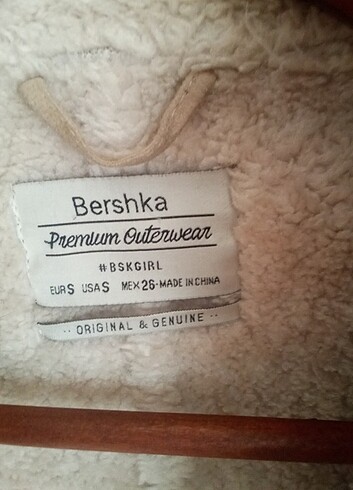 Bershka
Premium Outerwear
#BSKGIRL
EUR S USA S MEX 26-MADE IN CHINA
·· ORIGINAL & GENUINE ··